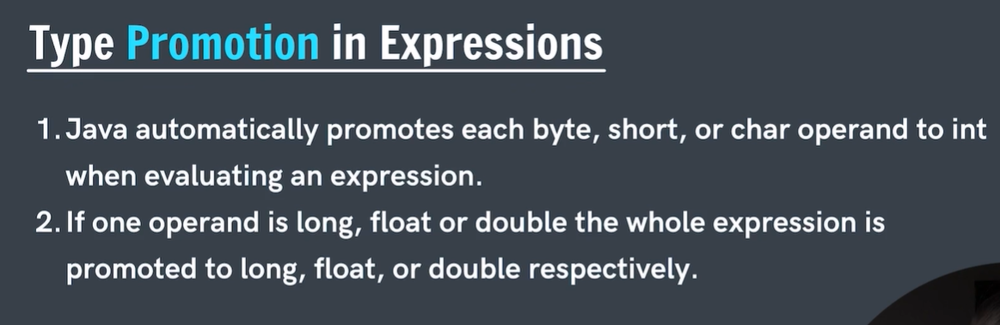 Type Promotion in Expressions
1. Java automatically promotes each byte, short, or char operand to int
when evaluating an expression.
2. If one operand is long, float or double the whole expression is
promoted to long, float, or double respectively.